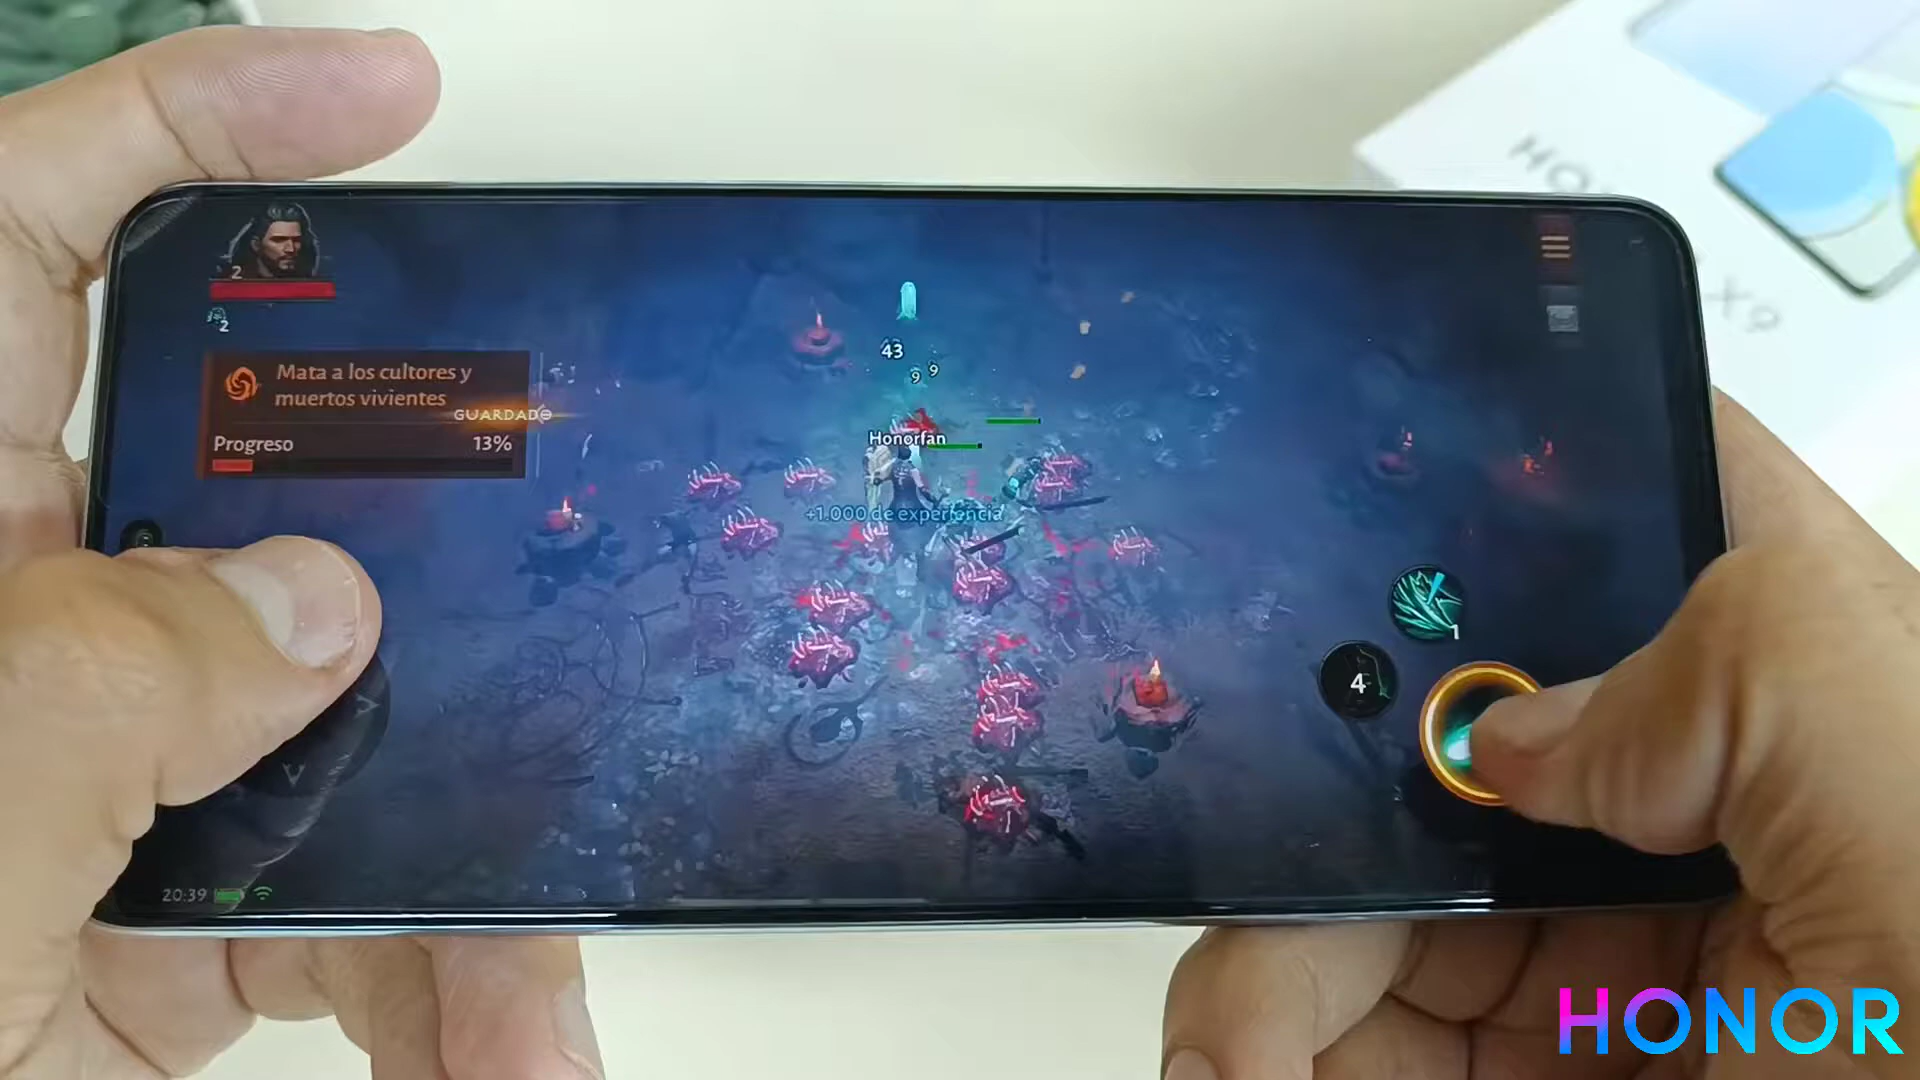 2
2
Mata a los cultores y
muertos vivientes
GUARDADO
Progreso
13%
43
9
9
Honorfan
+1.000 de experiencia
1
4
20:39
X9
HONOR